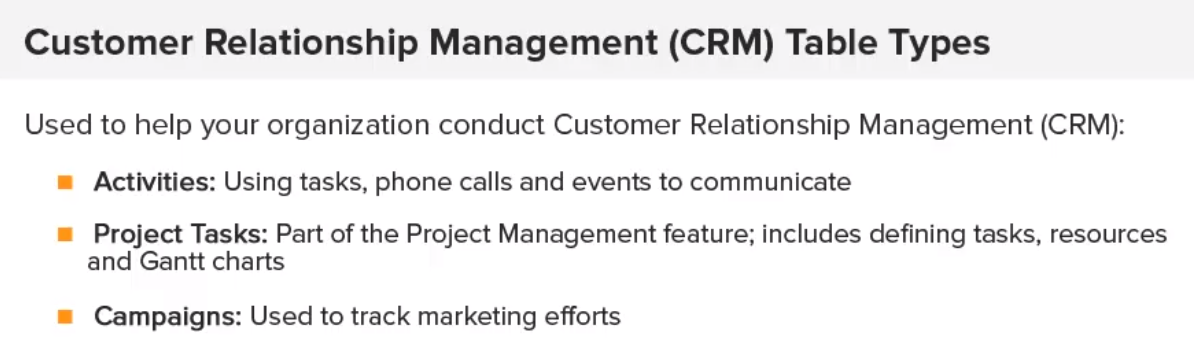 Customer Relationship Management (CRM) Table Types
Used to help your organization conduct Customer Relationship Management (CRM):
Activities: Using tasks, phone calls and events to communicate
Project Tasks: Part of the Project Management feature; includes defining tasks, resources
and Gantt charts
Campaigns: Used to track marketing efforts